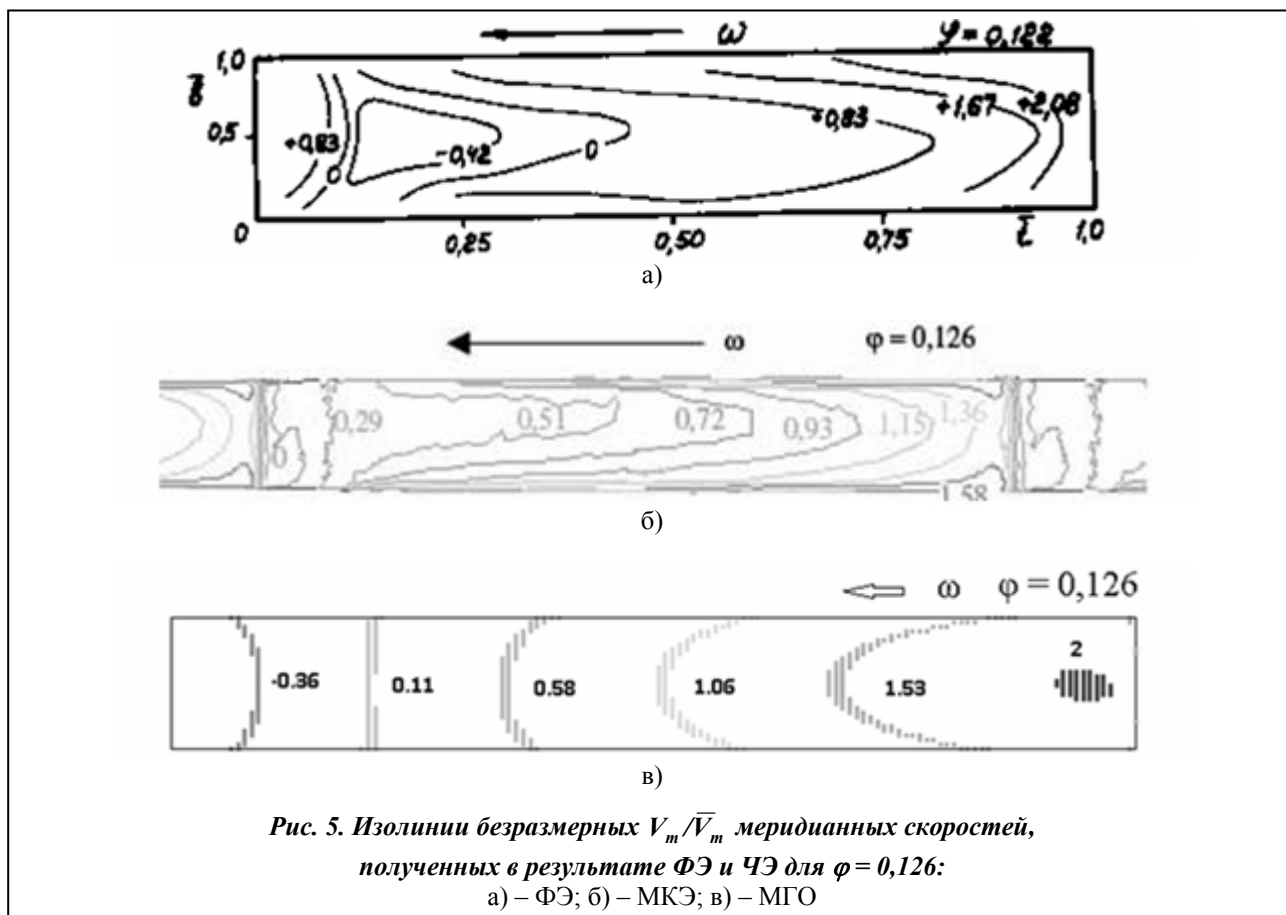 ω φ = 0,122
1,0
b̄
0,5
+0,83 0 -0,42 0 +0,83 +1,67 +2,08
0 0,25 0,50 0,75 t̄ 1,0
а)
ω φ = 0,126
0 0,29 0,51 0,72 0,93 1,15 1,36
1,58
б)
ω φ = 0,126
-0.36 0.11 0.58 1.06 1.53 2
в)
Рис. 5. Изолинии безразмерных V_m/V̄_m меридианных скоростей,
полученных в результате ФЭ и ЧЭ для φ = 0,126:
а) – ФЭ; б) – МКЭ; в) – МГО